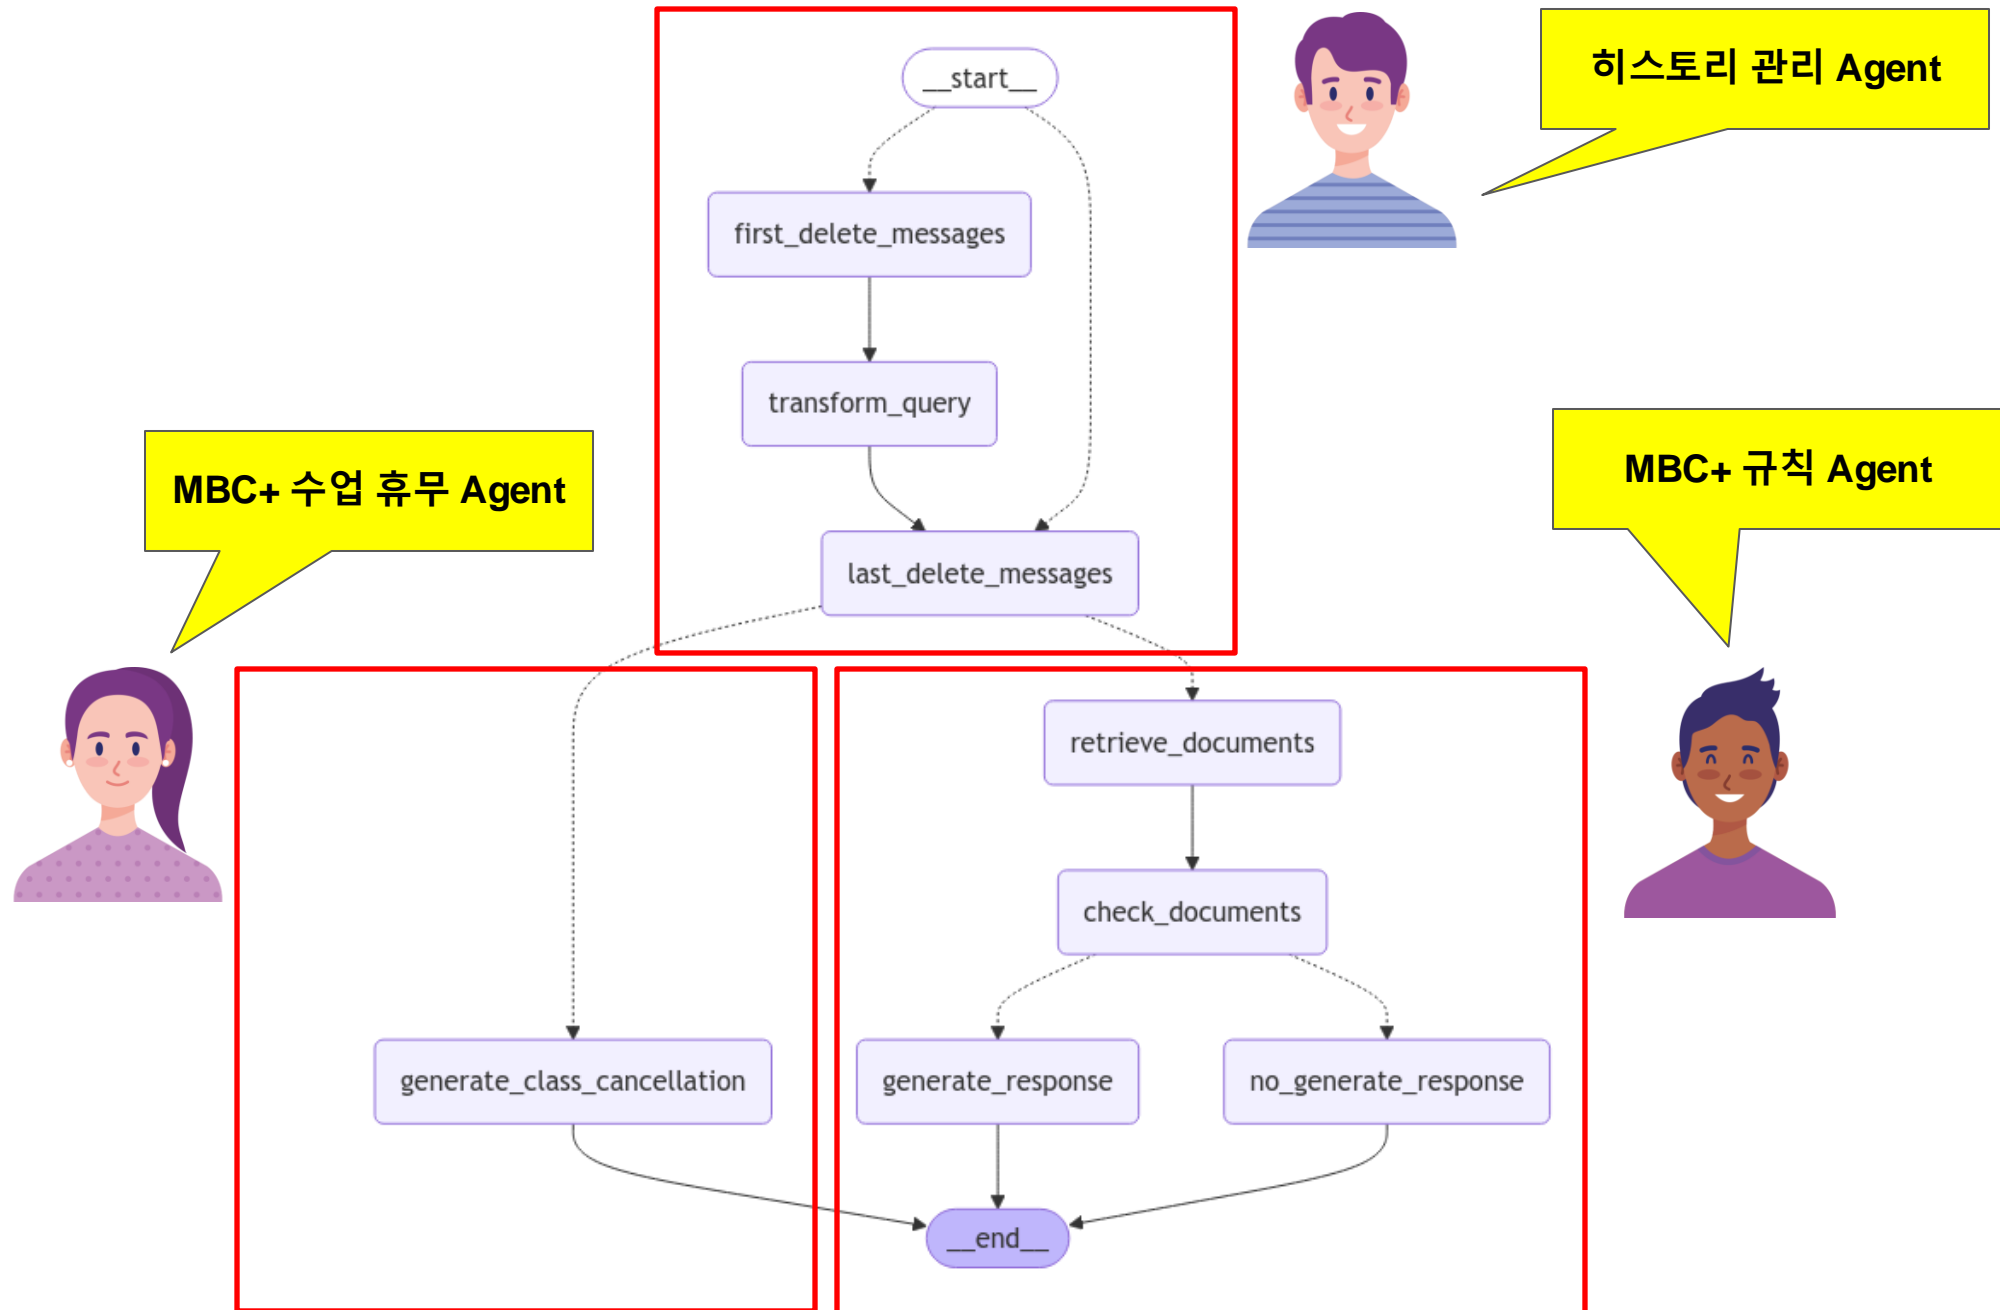 __start__
히스토리 관리 Agent
first_delete_messages
transform_query
MBC+ 수업 휴무 Agent
MBC+ 규칙 Agent
last_delete_messages
retrieve_documents
check_documents
generate_class_cancellation
generate_response
no_generate_response
__end__